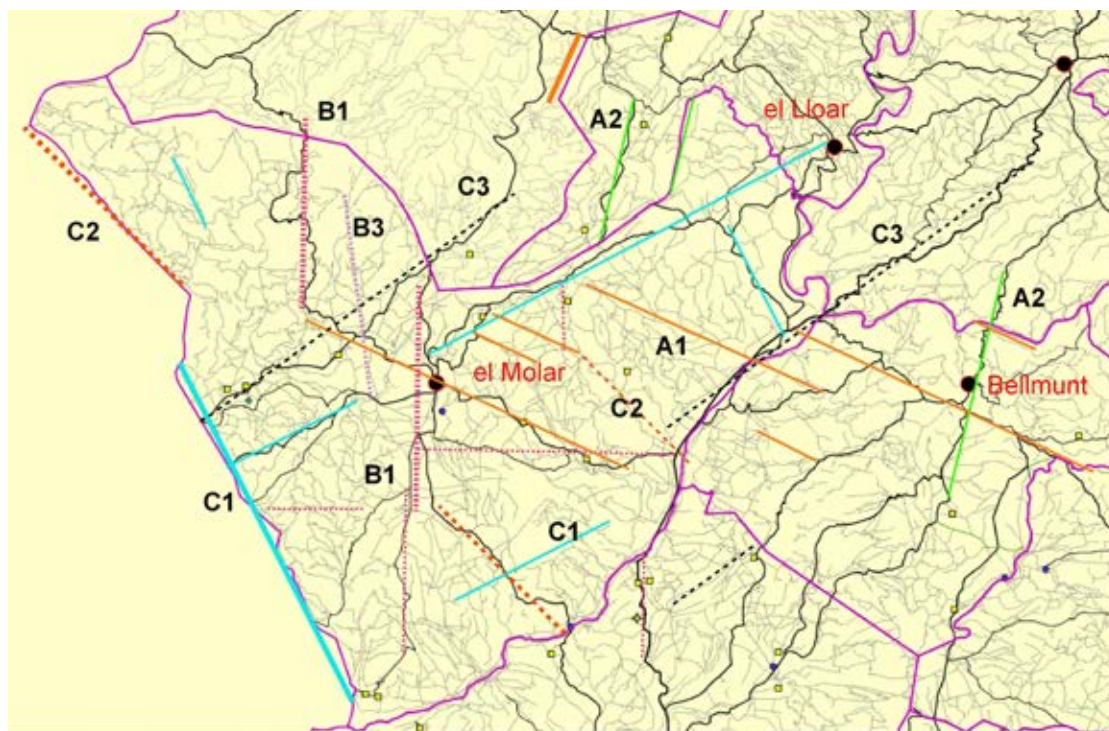 B1
A2
el Lloar
C3
C2
B3
C3
A2
A1
el Molar
Bellmunt
C2
B1
C1
C1